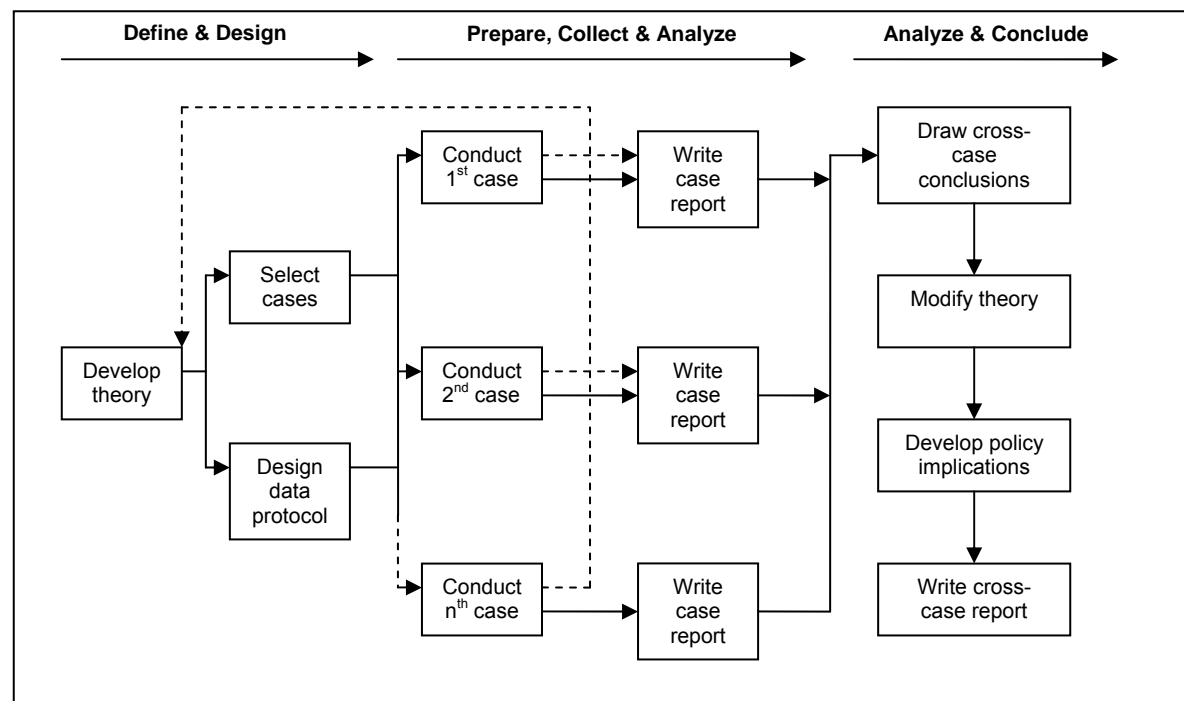 Define & Design
Prepare, Collect & Analyze
Analyze & Conclude
Develop
theory
Select
cases
Design
data
protocol
Conduct
1st case
Write
case
report
Conduct
2nd case
Write
case
report
Conduct
nth case
Write
case
report
Draw cross-
case
conclusions
Modify theory
Develop policy
implications
Write cross-
case report